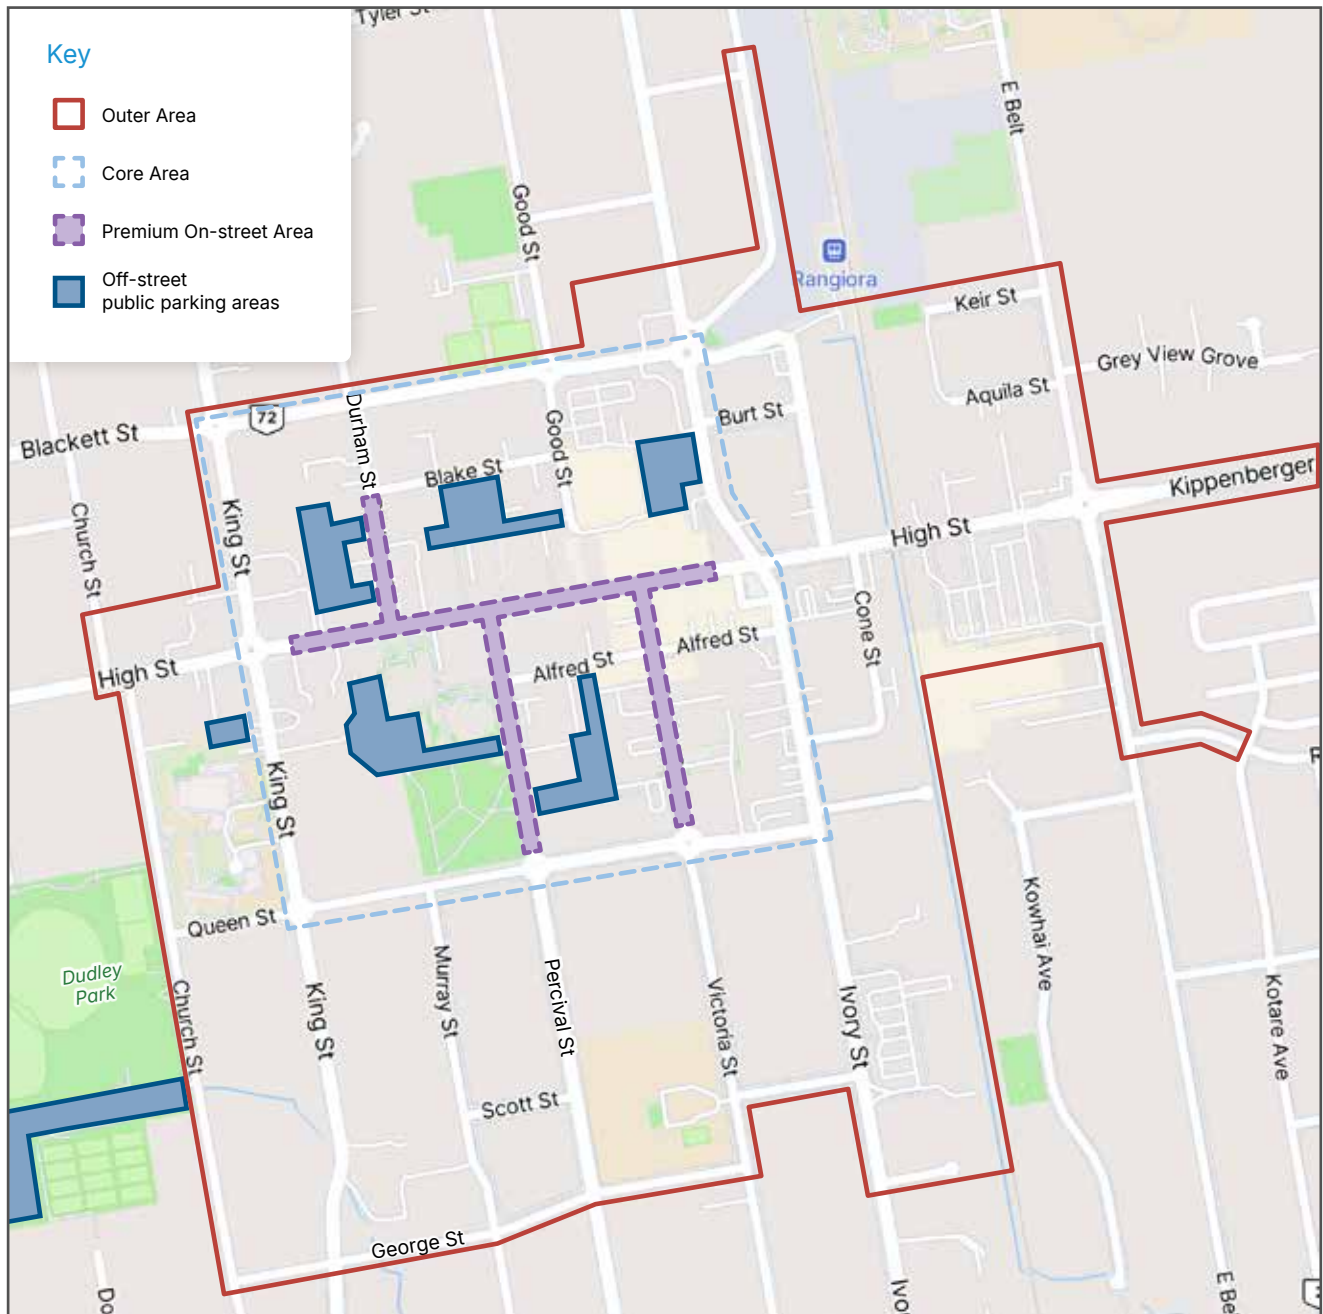 Tyler St
Key
Outer Area
Core Area
Premium On-street Area
Off-street
public parking areas
E Belt
Good St
Rangiora
Keir St
Grey View Grove
Aquila St
72
Durham St
Burt St
Blackett St
Good St
Blake St
Kippenberger
Church St
King St
High St
Cone St
Alfred St
Alfred St
High St
King St
Kowhai Ave
Queen St
Dudley
Park
Murray St
Percival St
Victoria St
Ivory St
Kotare Ave
Church St
King St
Scott St
George St
Do
Ivo
E Be